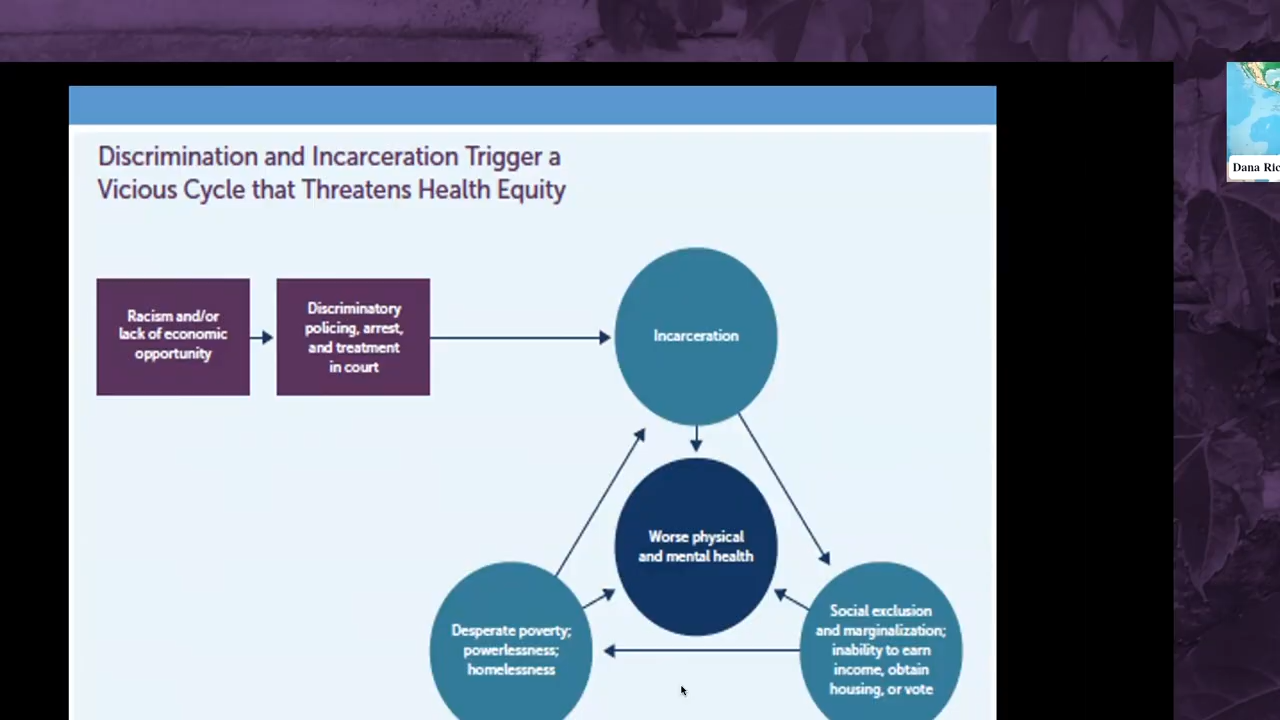 Discrimination and Incarceration Trigger a
Vicious Cycle that Threatens Health Equity
Racism and/or
lack of economic
opportunity
Discriminatory
policing, arrest,
and treatment
in court
Incarceration
Worse physical
and mental health
Desperate poverty;
powerlessness;
homelessness
Social exclusion
and marginalization;
inability to earn
income, obtain
housing, or vote
Dana Ric